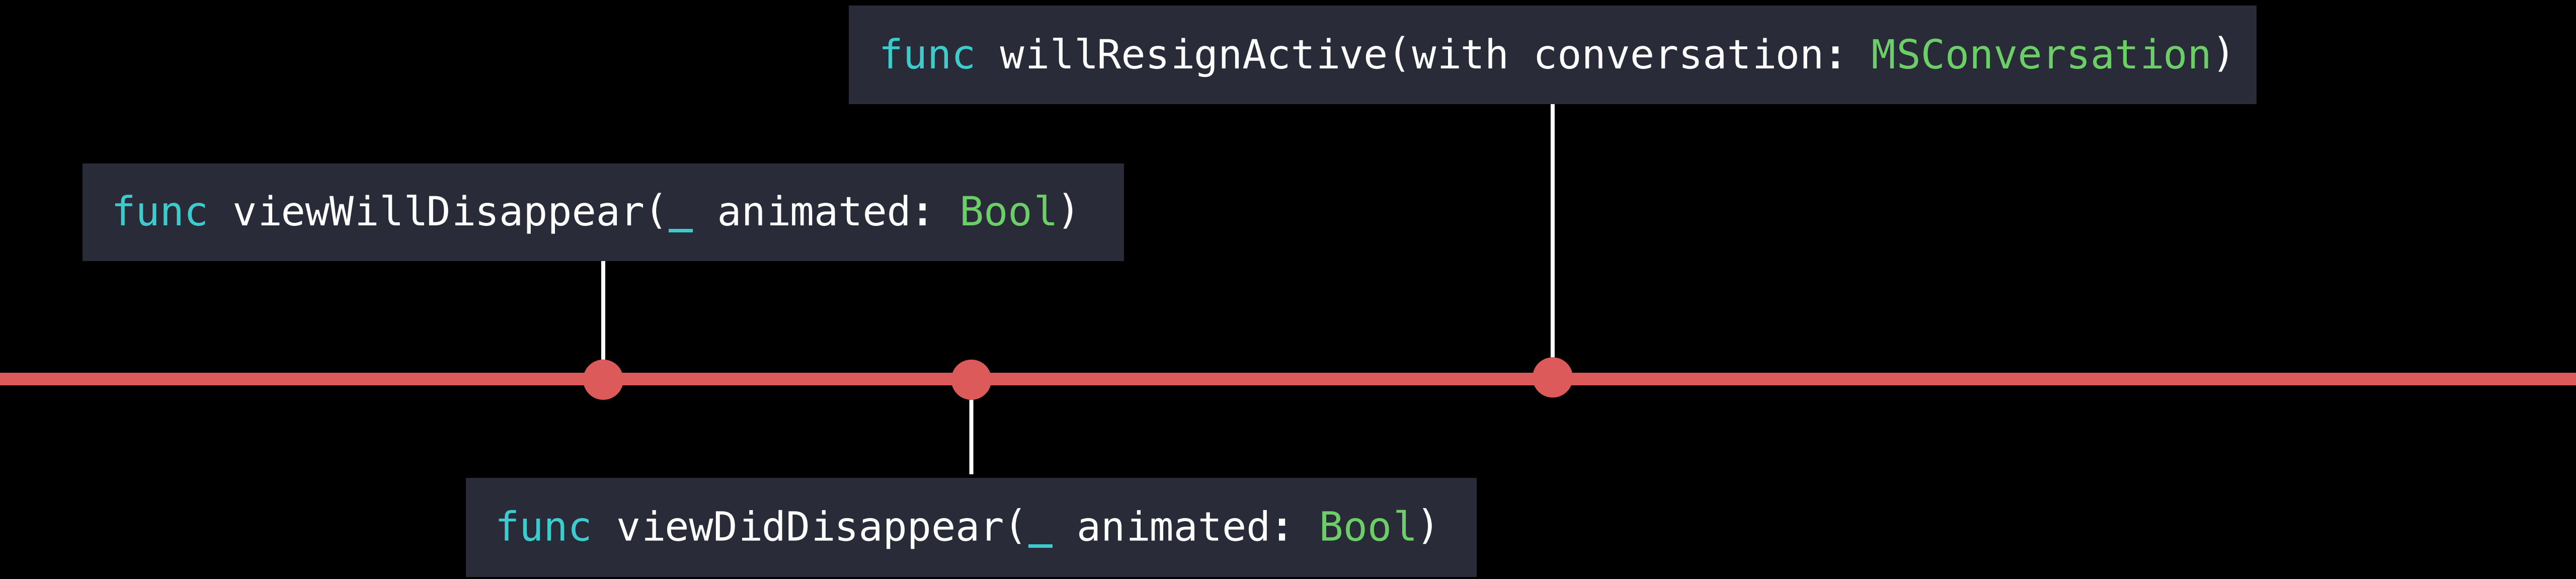 func willResignActive(with conversation: MSConversation)
func viewWillDisappear(_ animated: Bool)
func viewDidDisappear(_ animated: Bool)